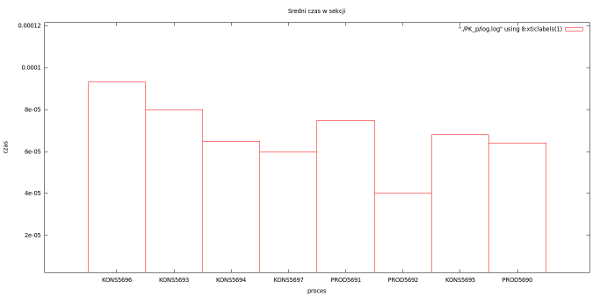 Sredni czas w sekcji
"./PK_p/log.log" using 8:xticlabels(1)
0.00012
0.0001
8e-05
6e-05
4e-05
2e-05
czas
KONS5696 KONS5693 KONS5694 KONS5697 PROD5691 PROD5692 KONS5695 PROD5690
proces